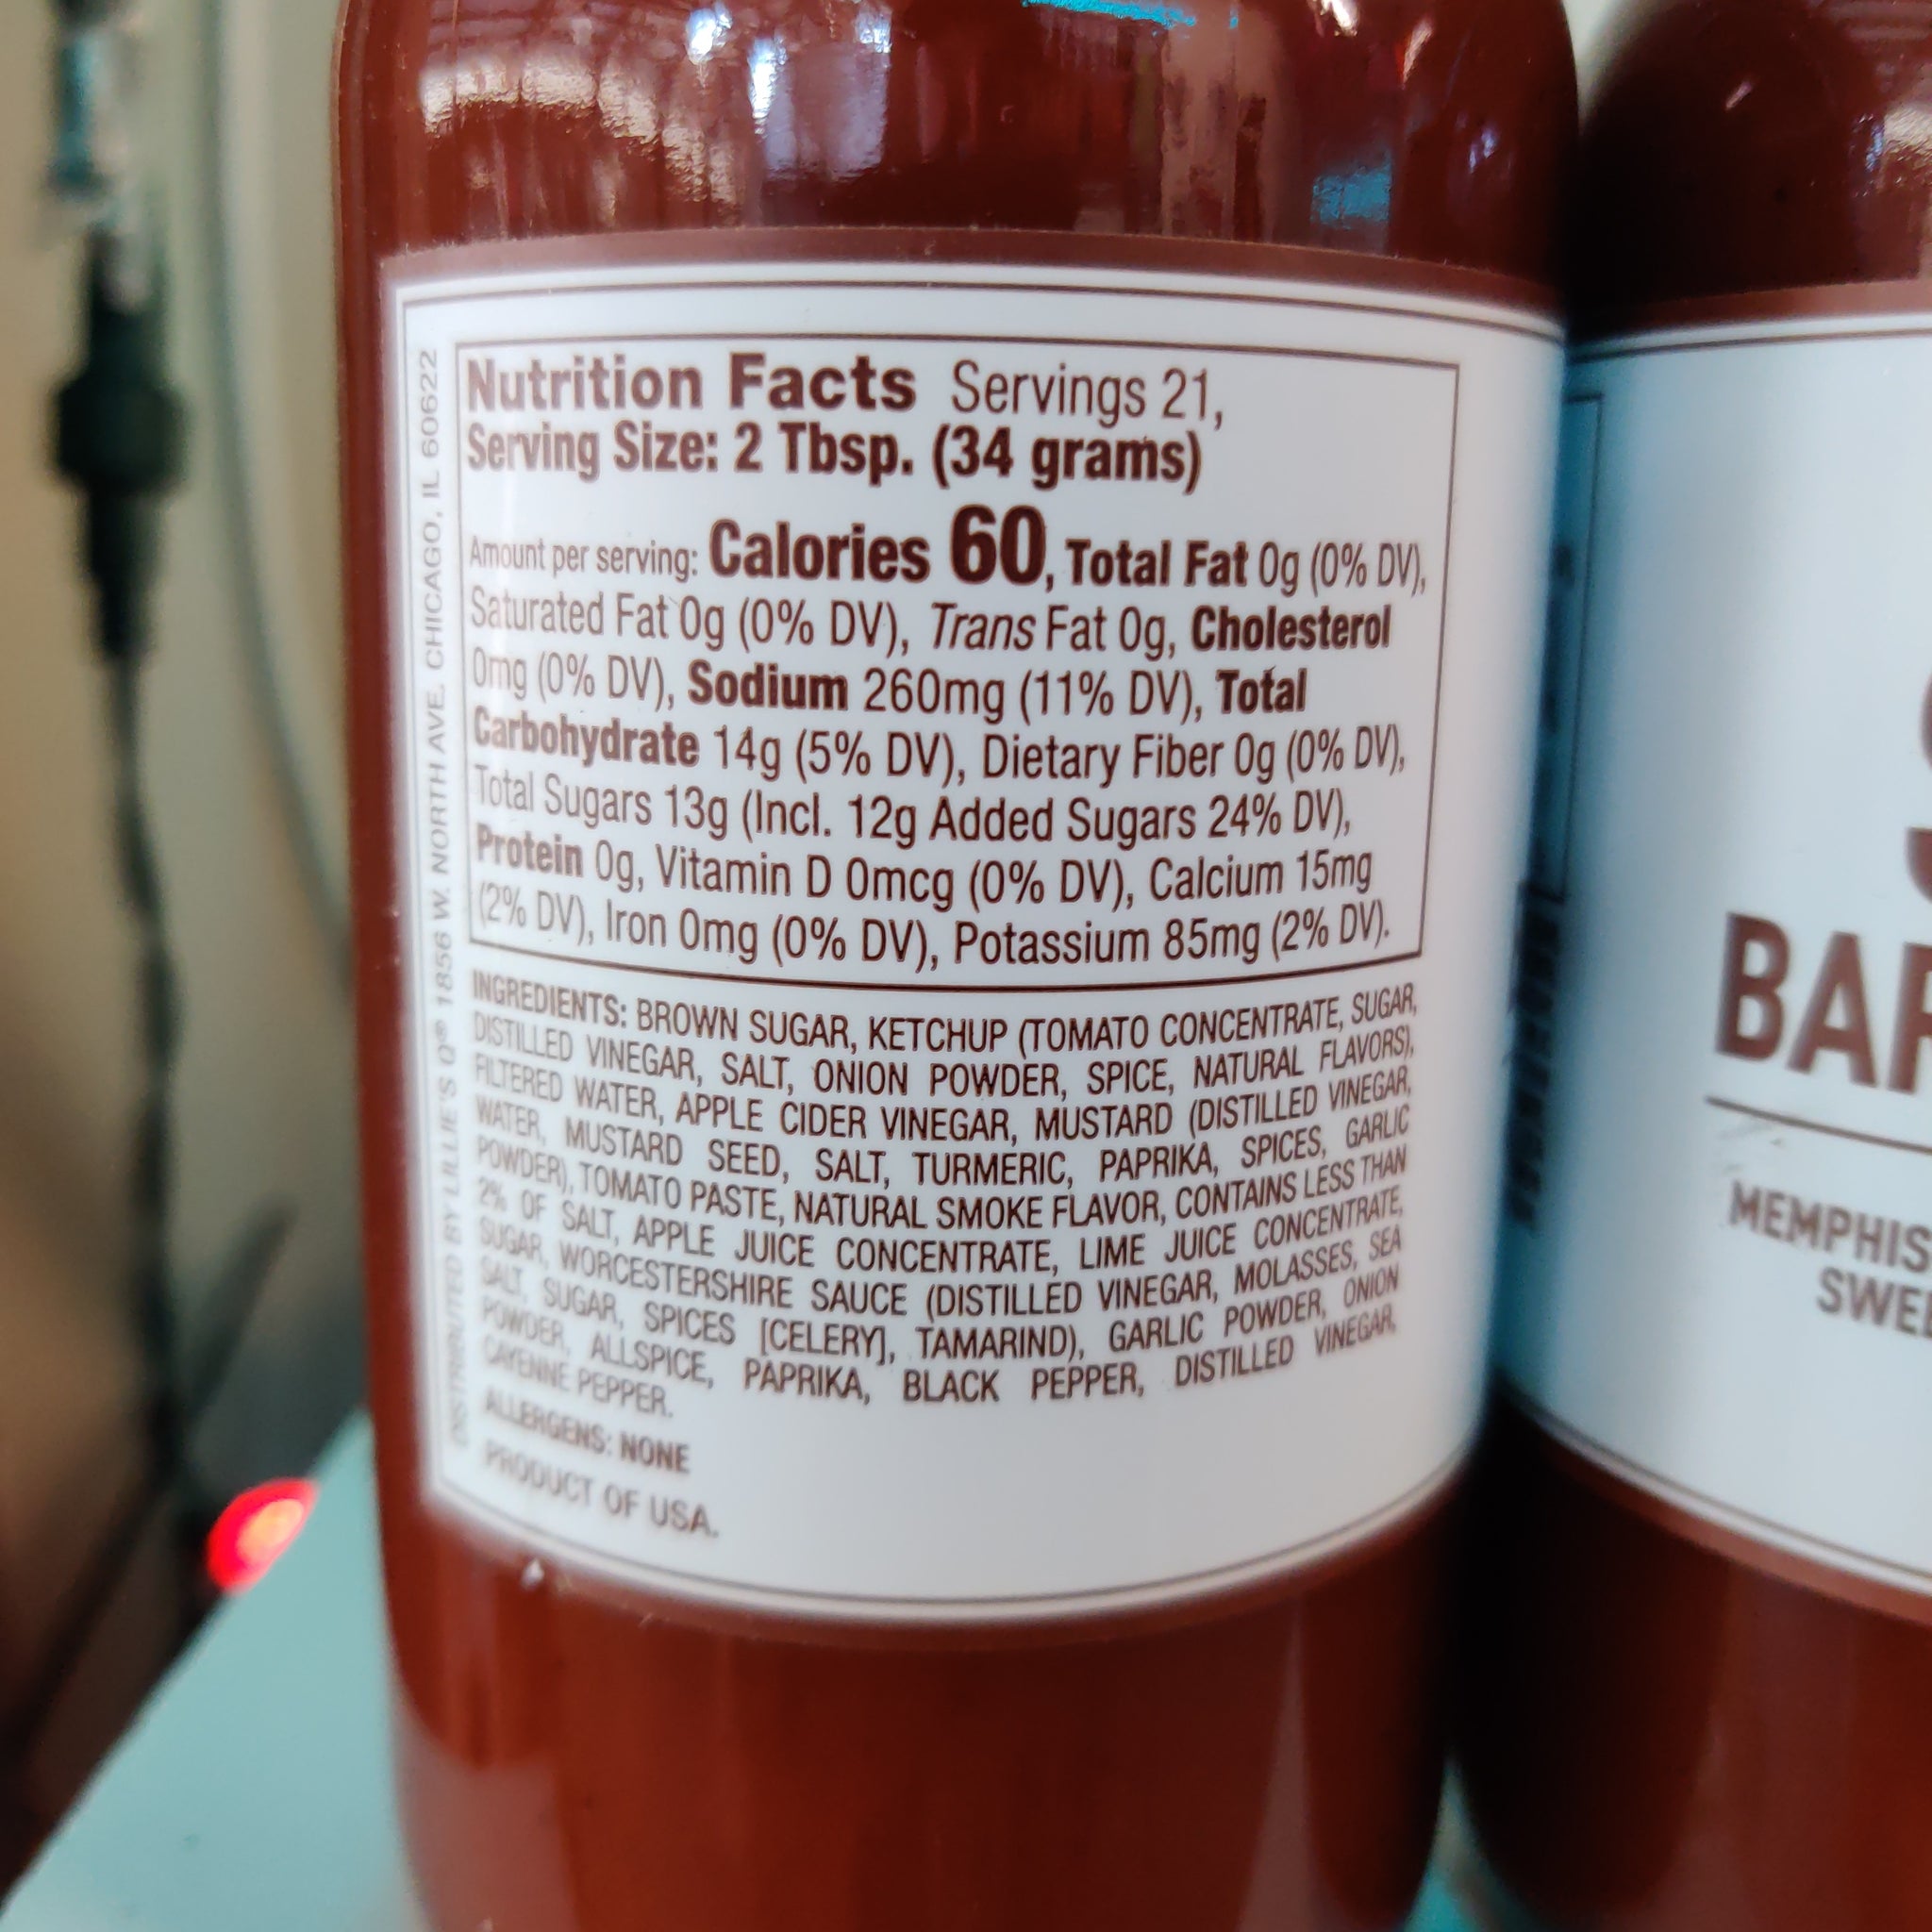 Nutrition Facts Servings 21,
Serving Size: 2 Tbsp. (34 grams)
Amount per serving: Calories 60, Total Fat 0g (0% DV),
Saturated Fat 0g (0% DV), Trans Fat 0g, Cholesterol
0mg (0% DV), Sodium 260mg (11% DV), Total
Carbohydrate 14g (5% DV), Dietary Fiber 0g (0% DV),
Total Sugars 13g (Incl. 12g Added Sugars 24% DV),
Protein 0g, Vitamin D 0mcg (0% DV), Calcium 15mg
(2% DV), Iron 0mg (0% DV), Potassium 85mg (2% DV).
INGREDIENTS: BROWN SUGAR, KETCHUP (TOMATO CONCENTRATE, SUGAR,
DISTILLED VINEGAR, SALT, ONION POWDER, SPICE, NATURAL FLAVORS),
FILTERED WATER, APPLE CIDER VINEGAR, MUSTARD (DISTILLED VINEGAR,
WATER, MUSTARD SEED, SALT, TURMERIC, PAPRIKA, SPICES, GARLIC
POWDER), TOMATO PASTE, NATURAL SMOKE FLAVOR, CONTAINS LESS THAN
2% OF SALT, APPLE JUICE CONCENTRATE, LIME JUICE CONCENTRATE,
SUGAR, WORCESTERSHIRE SAUCE (DISTILLED VINEGAR, MOLASSES, SEA
SALT, SUGAR, SPICES [CELERY], TAMARIND), GARLIC POWDER, ONION
POWDER, ALLSPICE, PAPRIKA, BLACK PEPPER, DISTILLED VINEGAR,
CAYENNE PEPPER.
ALLERGENS: NONE
PRODUCT OF USA.
DISTRIBUTED BY LILLIE'S Q® 1856 W. NORTH AVE. CHICAGO, IL 60622
S
BAR
MEMPHIS
SWEE